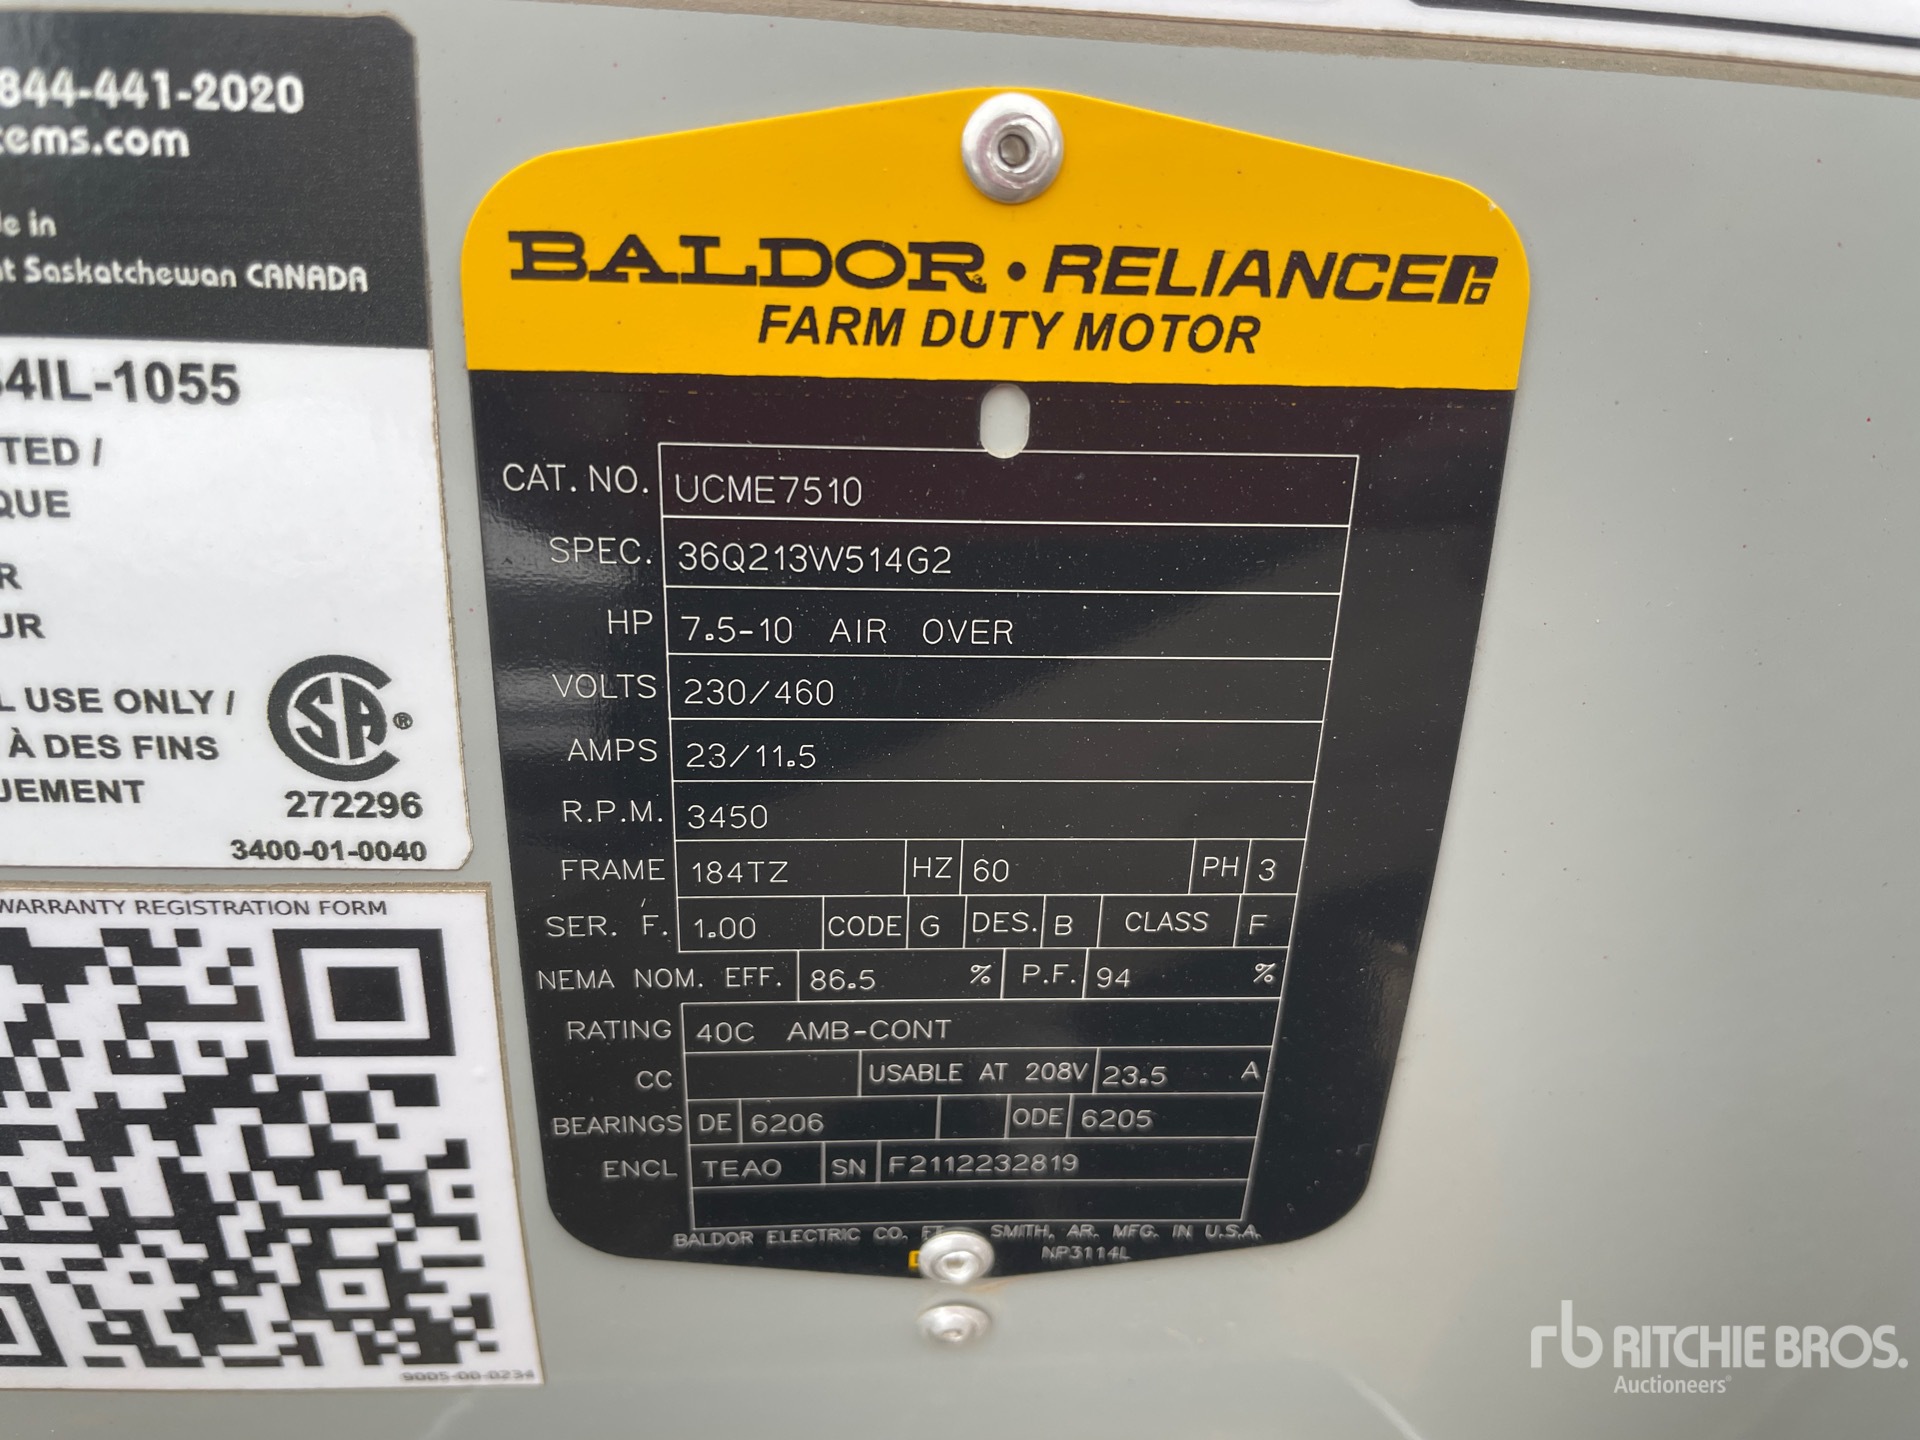 844-441-2020
tems.com
de in
t Saskatchewan CANADA
4IL-1055
TED /
QUE
R
UR
L USE ONLY /
À DES FINS
UEMENT
SA®
272296
3400-01-0040
WARRANTY REGISTRATION FORM
9005-00-0234
BALDOR • RELIANCE
FARM DUTY MOTOR
CAT. NO. UCME7510
SPEC. 36Q213W514G2
HP 7.5-10 AIR OVER
VOLTS 230/460
AMPS 23/11.5
R.P.M. 3450
FRAME 184TZ HZ 60 PH 3
SER. F. 1.00 CODE G DES. B CLASS F
NEMA NOM. EFF. 86.5 % P.F. 94 %
RATING 40C AMB-CONT
CC USABLE AT 208V 23.5 A
BEARINGS DE 6206 ODE 6205
ENCL TEAO SN F2112232819
BALDOR ELECTRIC CO. SMITH, AR. MFG. IN U.S.A.
NP3114L
rb RITCHIE BROS.
Auctioneers